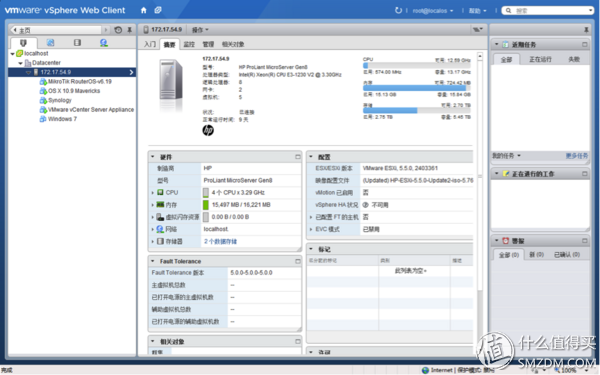 vmware vSphere Web Client
root@localos
帮助
搜索
主页
172.17.54.9
操作
localhost
Datacenter
172.17.54.9
MikroTik RouterOS-v6.19
OS X 10.9 Mavericks
Synology
VMware vCenter Server Appliance
Windows 7
入门 摘要 监控 管理 相关对象
172.17.54.9
型号: HP ProLiant MicroServer Gen8
处理器类型: Intel(R) Xeon(R) CPU E3-1230 V2 @ 3.30GHz
逻辑处理器: 8
网卡: 2
虚拟机: 5
状况: 已连接
正常运行时间: 9 天
hp
CPU 可用: 12.59 GHz
已用: 574.00 MHz 容量: 13.17 GHz
内存 可用: 724.42 MB
已用: 15.13 GB 容量: 15.84 GB
存储 可用: 2.70 TB
已用: 2.75 TB 容量: 5.45 TB
硬件
制造商 HP
型号 ProLiant MicroServer Gen8
CPU 4 个 CPU x 3.29 GHz
内存 15,497 MB / 16,221 MB
虚拟闪存资源 0.00 B / 0.00 B
网络 localhost
存储器 2 个数据存储
Fault Tolerance
Fault Tolerance 版本 5.0.0-5.0.0-5.0.0
主虚拟机总数 --
已打开电源的主虚拟机数 --
辅助虚拟机总数 --
已打开电源的辅助虚拟机数 --
相关对象
群集
配置
ESX/ESXi 版本 VMware ESXi, 5.5.0, 2403361
映像配置文件 (Updated) HP-ESXi-5.5.0-Update2-iso-5.76
vMotion 已启用 否
vSphere HA 状况 不可用
已配置 FT 的主机 否
EVC 模式 已禁用
标记
已分配的标记 类别 描述
此列表为空。
近期任务
全部 正在运行 失败
我的任务 更多任务
正在进行的工作
警报
全部 (0) 新 (0) 已确认 (0)
完成
Internet | 保护模式: 禁用
100%
值 什么值得买
SMZDM.COM